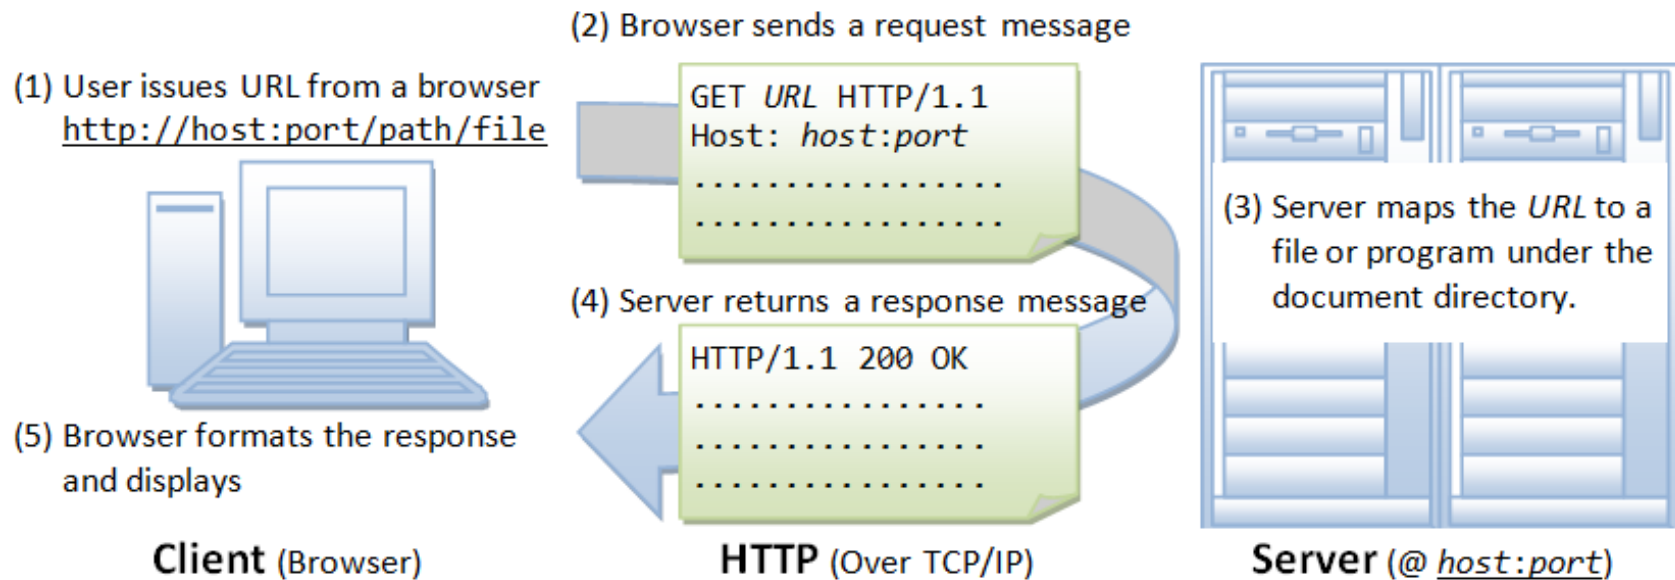 (1) User issues URL from a browser
http://host:port/path/file
(2) Browser sends a request message
GET URL HTTP/1.1
Host: host:port
.................
.................
(3) Server maps the URL to a
file or program under the
document directory.
(4) Server returns a response message
HTTP/1.1 200 OK
................
................
................
(5) Browser formats the response
and displays
Client (Browser)
HTTP (Over TCP/IP)
Server (@ host:port)